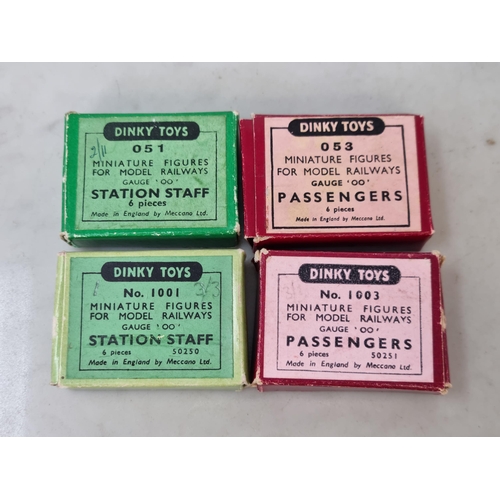 DINKY TOYS
051
2/11
MINIATURE FIGURES
FOR MODEL RAILWAYS
GAUGE 'OO'
STATION STAFF
6 pieces
Made in England by Meccano Ltd.
DINKY TOYS
053
MINIATURE FIGURES
FOR MODEL RAILWAYS
GAUGE 'OO'
PASSENGERS
6 pieces
Made in England by Meccano Ltd.
DINKY TOYS
No. 1001 3/3
MINIATURE FIGURES
FOR MODEL RAILWAYS
GAUGE 'OO'
STATION STAFF
6 pieces 50250
Made in England by Meccano Ltd.
DINKY TOYS
No. 1003
MINIATURE FIGURES
FOR MODEL RAILWAYS
GAUGE 'OO'
PASSENGERS
6 pieces 50251
Made in England by Meccano Ltd.